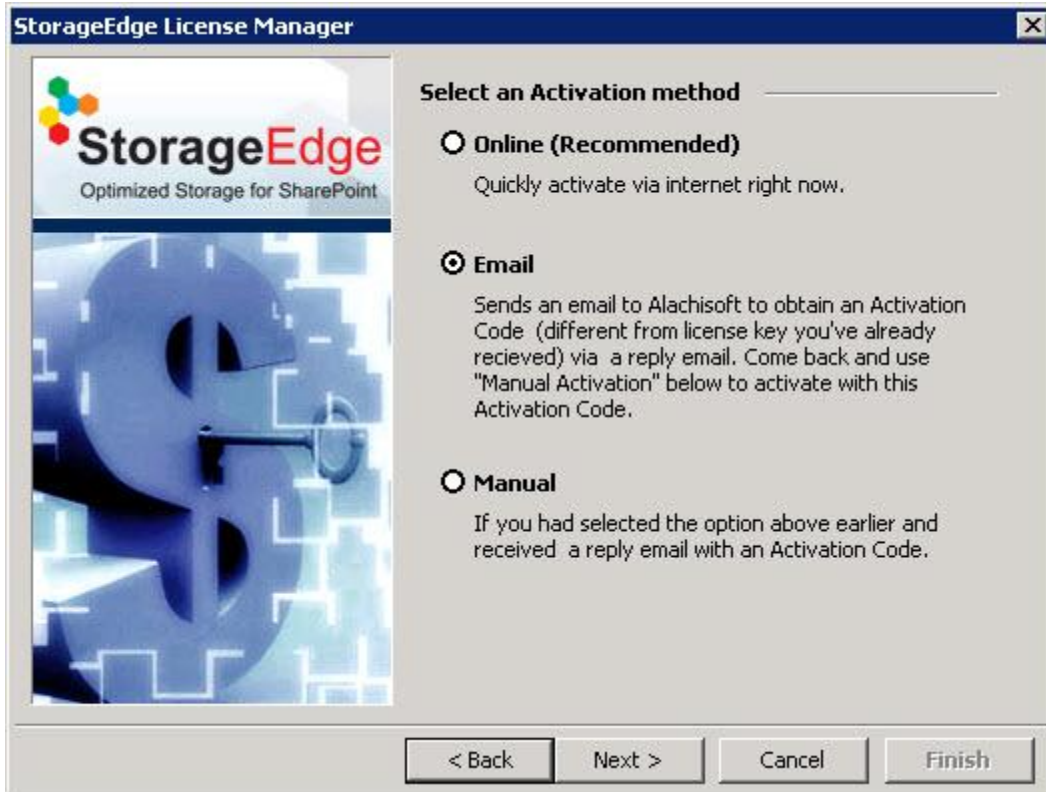 StorageEdge License Manager
StorageEdge
Optimized Storage for SharePoint
Select an Activation method
Online (Recommended)
Quickly activate via internet right now.
Email
Sends an email to Alachisoft to obtain an Activation
Code (different from license key you've already
recieved) via a reply email. Come back and use
"Manual Activation" below to activate with this
Activation Code.
Manual
If you had selected the option above earlier and
received a reply email with an Activation Code.
< Back
Next >
Cancel
Finish